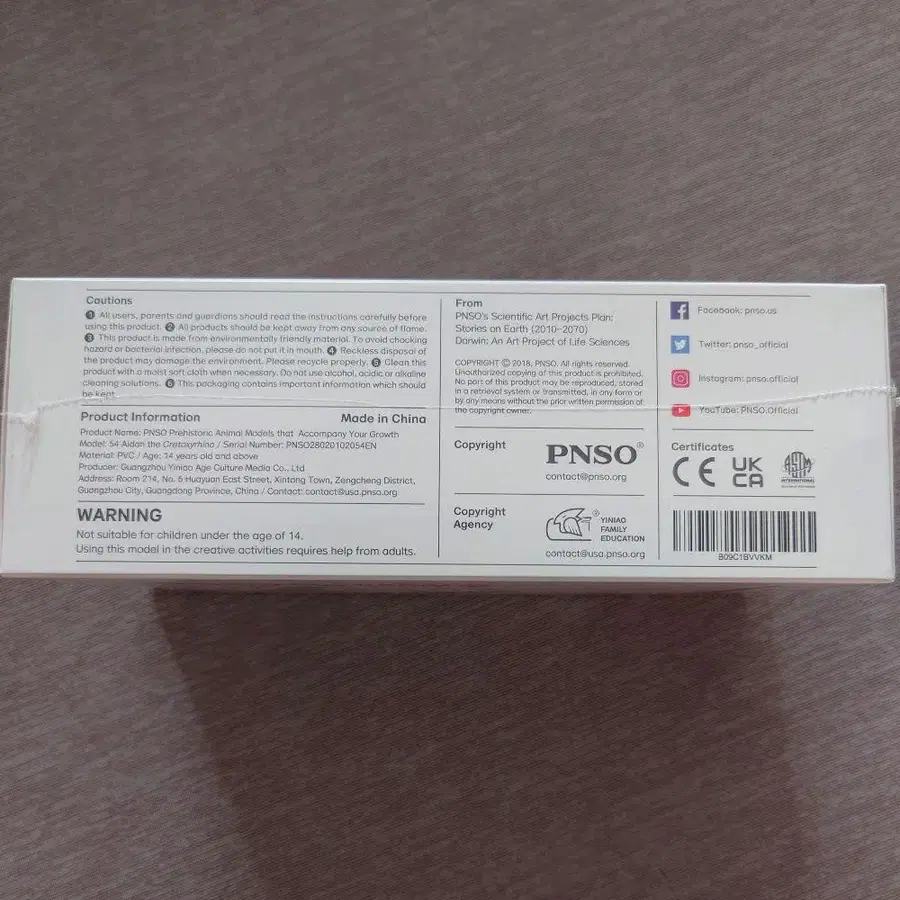 Cautions
❶ All users, parents and guardians should read the instructions carefully before
using this product. ❷ All products should be kept away from any source of flame.
❸ This product is made from environmentally friendly material. To avoid chocking
hazard or bacterial infection, please do not put it in mouth. ❹ Reckless disposal of
the product may damage the environment. Please recycle properly. ❺ Clean this
product with a moist soft cloth when necessary. Do not use alcohol, acidic or alkaline
cleaning solutions. ❻ This packaging contains important information which should
be kept.
Product Information Made in China
Product Name: PNSO Prehistoric Animal Models that Accompany Your Growth
Model: 54 Aidan the Cretoxyrhina / Serial Number: PNSO28020102054EN
Material: PVC / Age: 14 years old and above
Producer: Guangzhou Yiniao Age Culture Media Co., Ltd
Address: Room 214, No. 6 Huayuan East Street, Xintang Town, Zengcheng District,
Guangzhou City, Guangdong Province, China / Contact: contact@usa.pnso.org
WARNING
Not suitable for children under the age of 14.
Using this model in the creative activities requires help from adults.
From
PNSO's Scientific Art Projects Plan:
Stories on Earth (2010-2070)
Darwin: An Art Project of Life Sciences
COPYRIGHT © 2018, PNSO. All rights reserved.
Unauthorized copying of this product is prohibited.
No part of this product may be reproduced, stored
in a retrieval system or transmitted, in any form or
by any means without the prior written permission of
the copyright owner.
Copyright
PNSO®
contact@pnso.org
Copyright
Agency
YINIAO
FAMILY
EDUCATION
contact@usa.pnso.org
Facebook: pnso.us
Twitter: pnso_official
Instagram: pnso.official
YouTube: PNSO.Official
Certificates
CE
UK
CA
ASTM
INTERNATIONAL
B09C1BVVKM